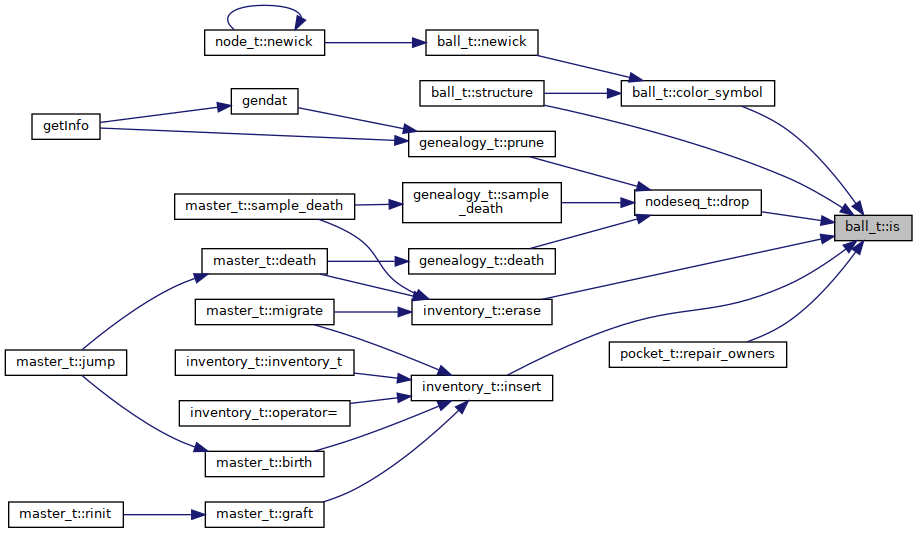 node_t::newick
ball_t::newick
ball_t::structure
ball_t::color_symbol
gendat
getInfo
genealogy_t::prune
master_t::sample_death
genealogy_t::sample
_death
nodeseq_t::drop
ball_t::is
master_t::death
genealogy_t::death
master_t::migrate
inventory_t::erase
master_t::jump
inventory_t::inventory_t
pocket_t::repair_owners
inventory_t::insert
inventory_t::operator=
master_t::birth
master_t::rinit
master_t::graft